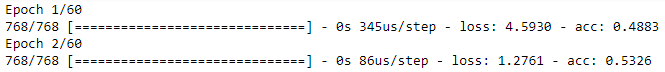 Epoch 1/60
768/768 [==============================] - 0s 345us/step - loss: 4.5930 - acc: 0.4883
Epoch 2/60
768/768 [==============================] - 0s 86us/step - loss: 1.2761 - acc: 0.5326